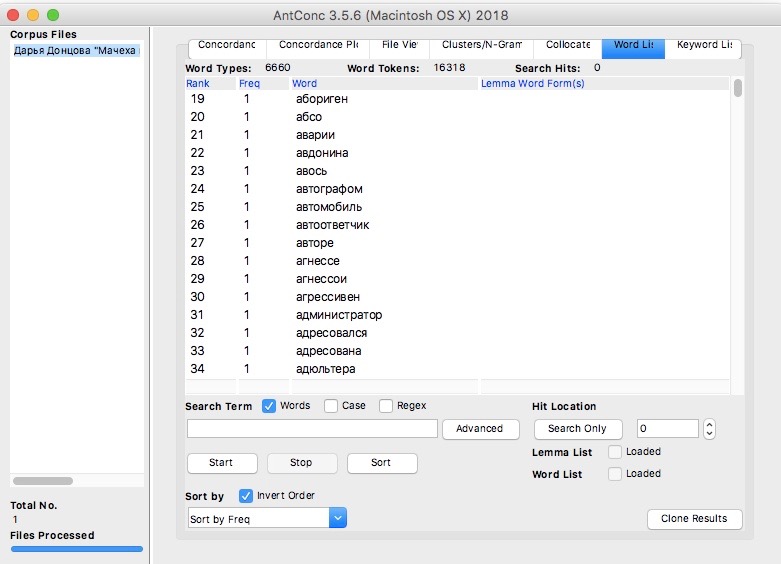 AntConc 3.5.6 (Macintosh OS X) 2018
Corpus Files
Дарья Донцова "Мачеха
Concordanc Concordance Plo File Vie Clusters/N-Gram Collocate Word Lis Keyword Lis
Word Types: 6660 Word Tokens: 16318 Search Hits: 0
Rank Freq Word Lemma Word Form(s)
19 1 абориген
20 1 абсо
21 1 аварии
22 1 авдонина
23 1 авось
24 1 автографом
25 1 автомобиль
26 1 автоответчик
27 1 авторе
28 1 агнессе
29 1 агнессои
30 1 агрессивен
31 1 администратор
32 1 адресовался
33 1 адресована
34 1 адюльтера
Search Term Words Case Regex Hit Location
Advanced Search Only 0
Start Stop Sort Lemma List Loaded
Word List Loaded
Total No.
1
Files Processed
Sort by Invert Order
Sort by Freq Clone Results